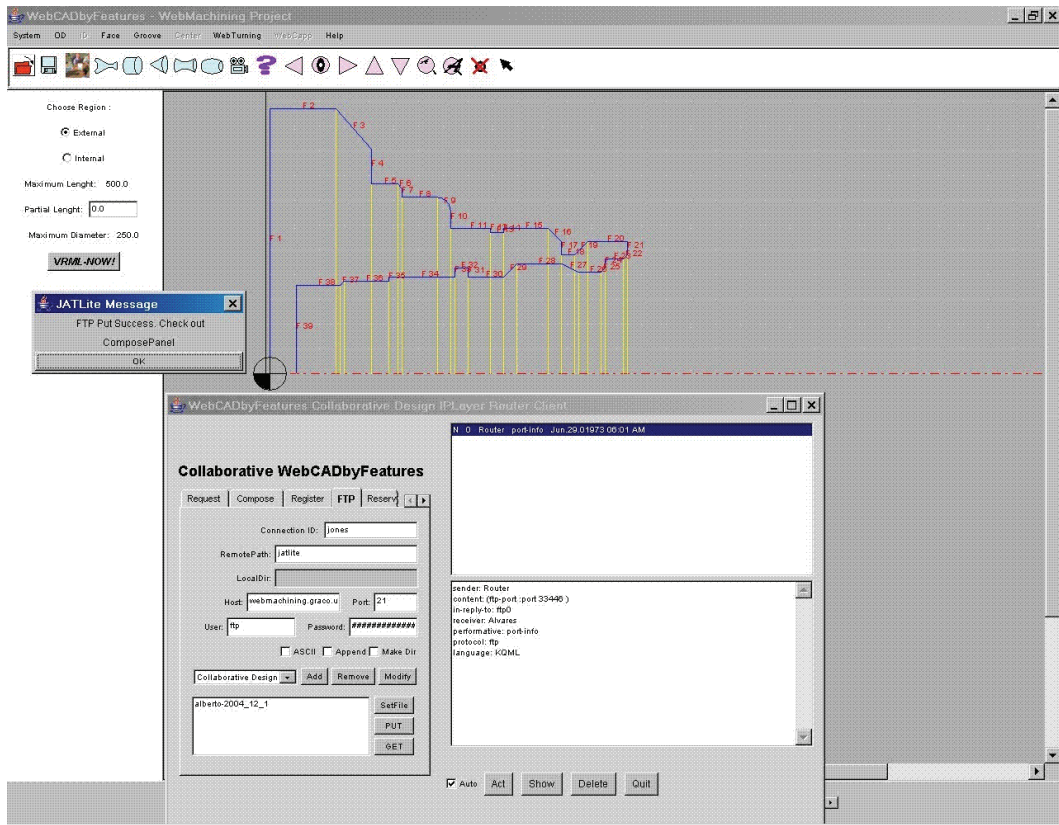 WebCADbyFeatures - WebMachining Project
System OD ID Face Groove Center WebTurning WebCapp Help
Choose Region :
External
Internal
Maximum Lenght: 500.0
Partial Lenght: 0.0
Maximum Diameter: 250.0
VRML-NOW!
F 2
F 3
F 4
F 5 F 6
F 7 F 8
F 9
F 10
F 11
F 15
F 16
F 17 F 19 F 20 F 21
F 18
F 22
F 1
F 25
F 26
F 27
F 28
F 29
F 30
F 31
F 32
F 34
F 35
F 36
F 37
F 38
F 39
JATLite Message
FTP Put Success. Check out
ComposePanel
OK
WebCADbyFeatures Collaborative Design IPLayer Router Client
N 0 Router port-info Jun.29.01973 06:01 AM
Collaborative WebCADbyFeatures
Request Compose Register FTP Reserv
Connection ID: jones
RemotePath: jatlite
LocalDir:
Host: webmachining.graco.u Port: 21
User: ftp Password: #############
ASCII Append Make Dir
Collaborative Design Add Remove Modify
alberto-2004_12_1
SetFile
PUT
GET
sender: Router
content: (ftp-port :port 33446 )
in-reply-to: ftp0
receiver: Alvares
performative: port-info
protocol: ftp
language: KQML
Auto Act Show Delete Quit